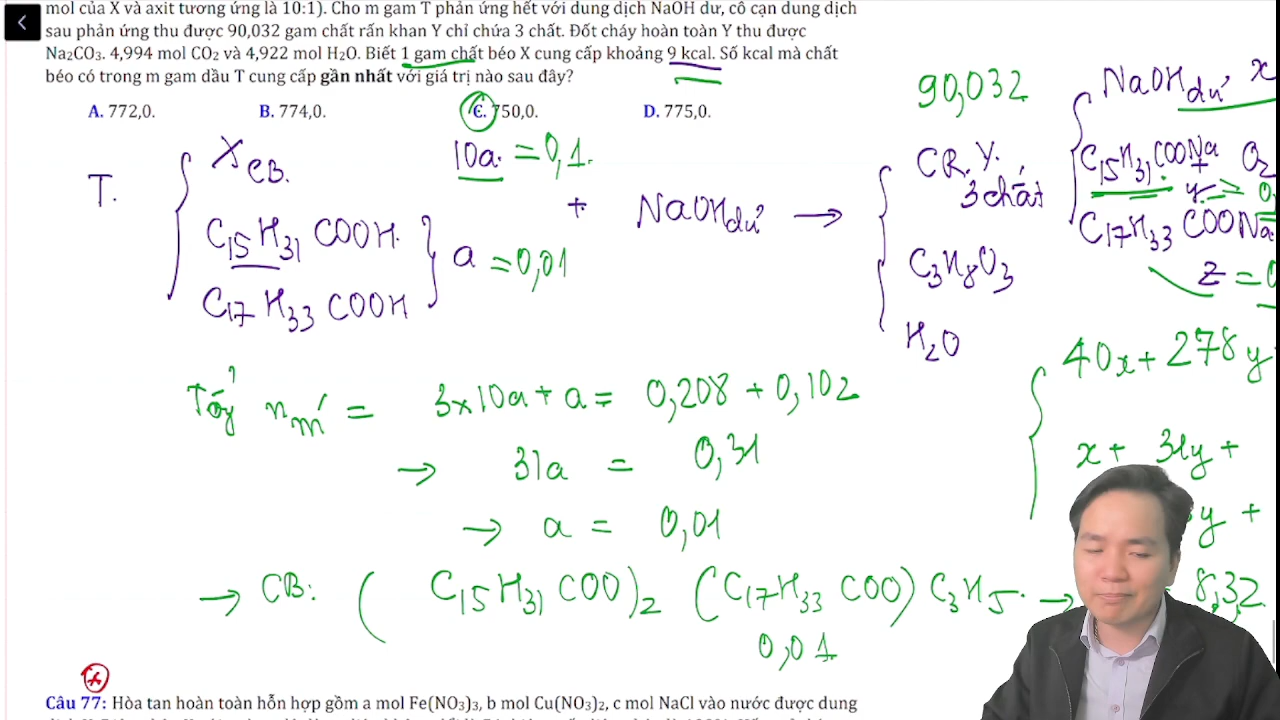 mol của X và axit tương ứng là 10:1). Cho m gam T phản ứng hết với dung dịch NaOH dư, cô cạn dung dịch
sau phản ứng thu được 90,032 gam chất rắn khan Y chỉ chứa 3 chất. Đốt cháy hoàn toàn Y thu được
Na₂CO₃. 4,994 mol CO₂ và 4,922 mol H₂O. Biết 1 gam chất béo X cung cấp khoảng 9 kcal. Số kcal mà chất
béo có trong m gam dầu T cung cấp gần nhất với giá trị nào sau đây?
A. 772,0. B. 774,0. C. 750,0. D. 775,0.
90,032
NaOH dư x
T. X CB. 10a = 0,1.
C15H31COOH
C17H33COOH
a = 0,01
+ NaOH dư →
CR. Y. 3 chất
C3H8O3
H2O
C15H31COONa + O2
y =
C17H33COONa
z =
40x + 278y
x + 31y +
y +
3x10a + a = 0,208 + 0,102
→ 31a = 0,31
→ a = 0,01
→ CB: (C15H31COO)2 (C17H33COO) C3H5. →
0,01
8,32
Câu 77: Hòa tan hoàn toàn hỗn hợp gồm a mol Fe(NO₃)₃, b mol Cu(NO₃)₂, c mol NaCl vào nước được dung